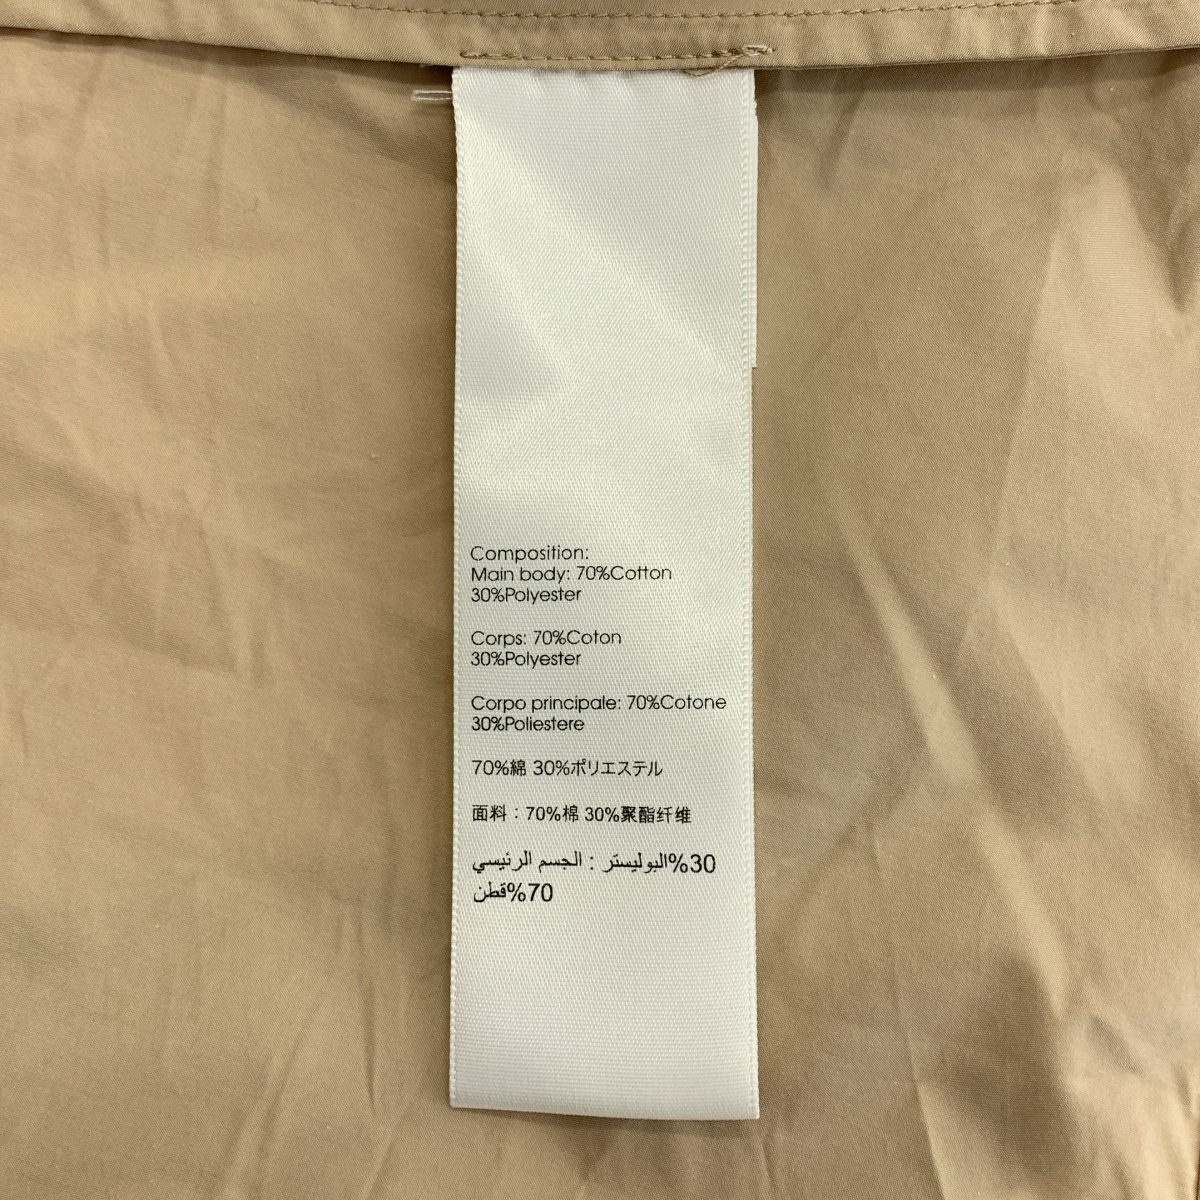 Composition:
Main body: 70%Cotton
30%Polyester
Corps: 70%Coton
30%Polyester
Corpo principale: 70%Cotone
30%Poliestere
70%綿 30%ポリエステル
面料：70%棉 30%聚酯纤维
30%البوليستر : الجسم الرئيسي
70%قطن